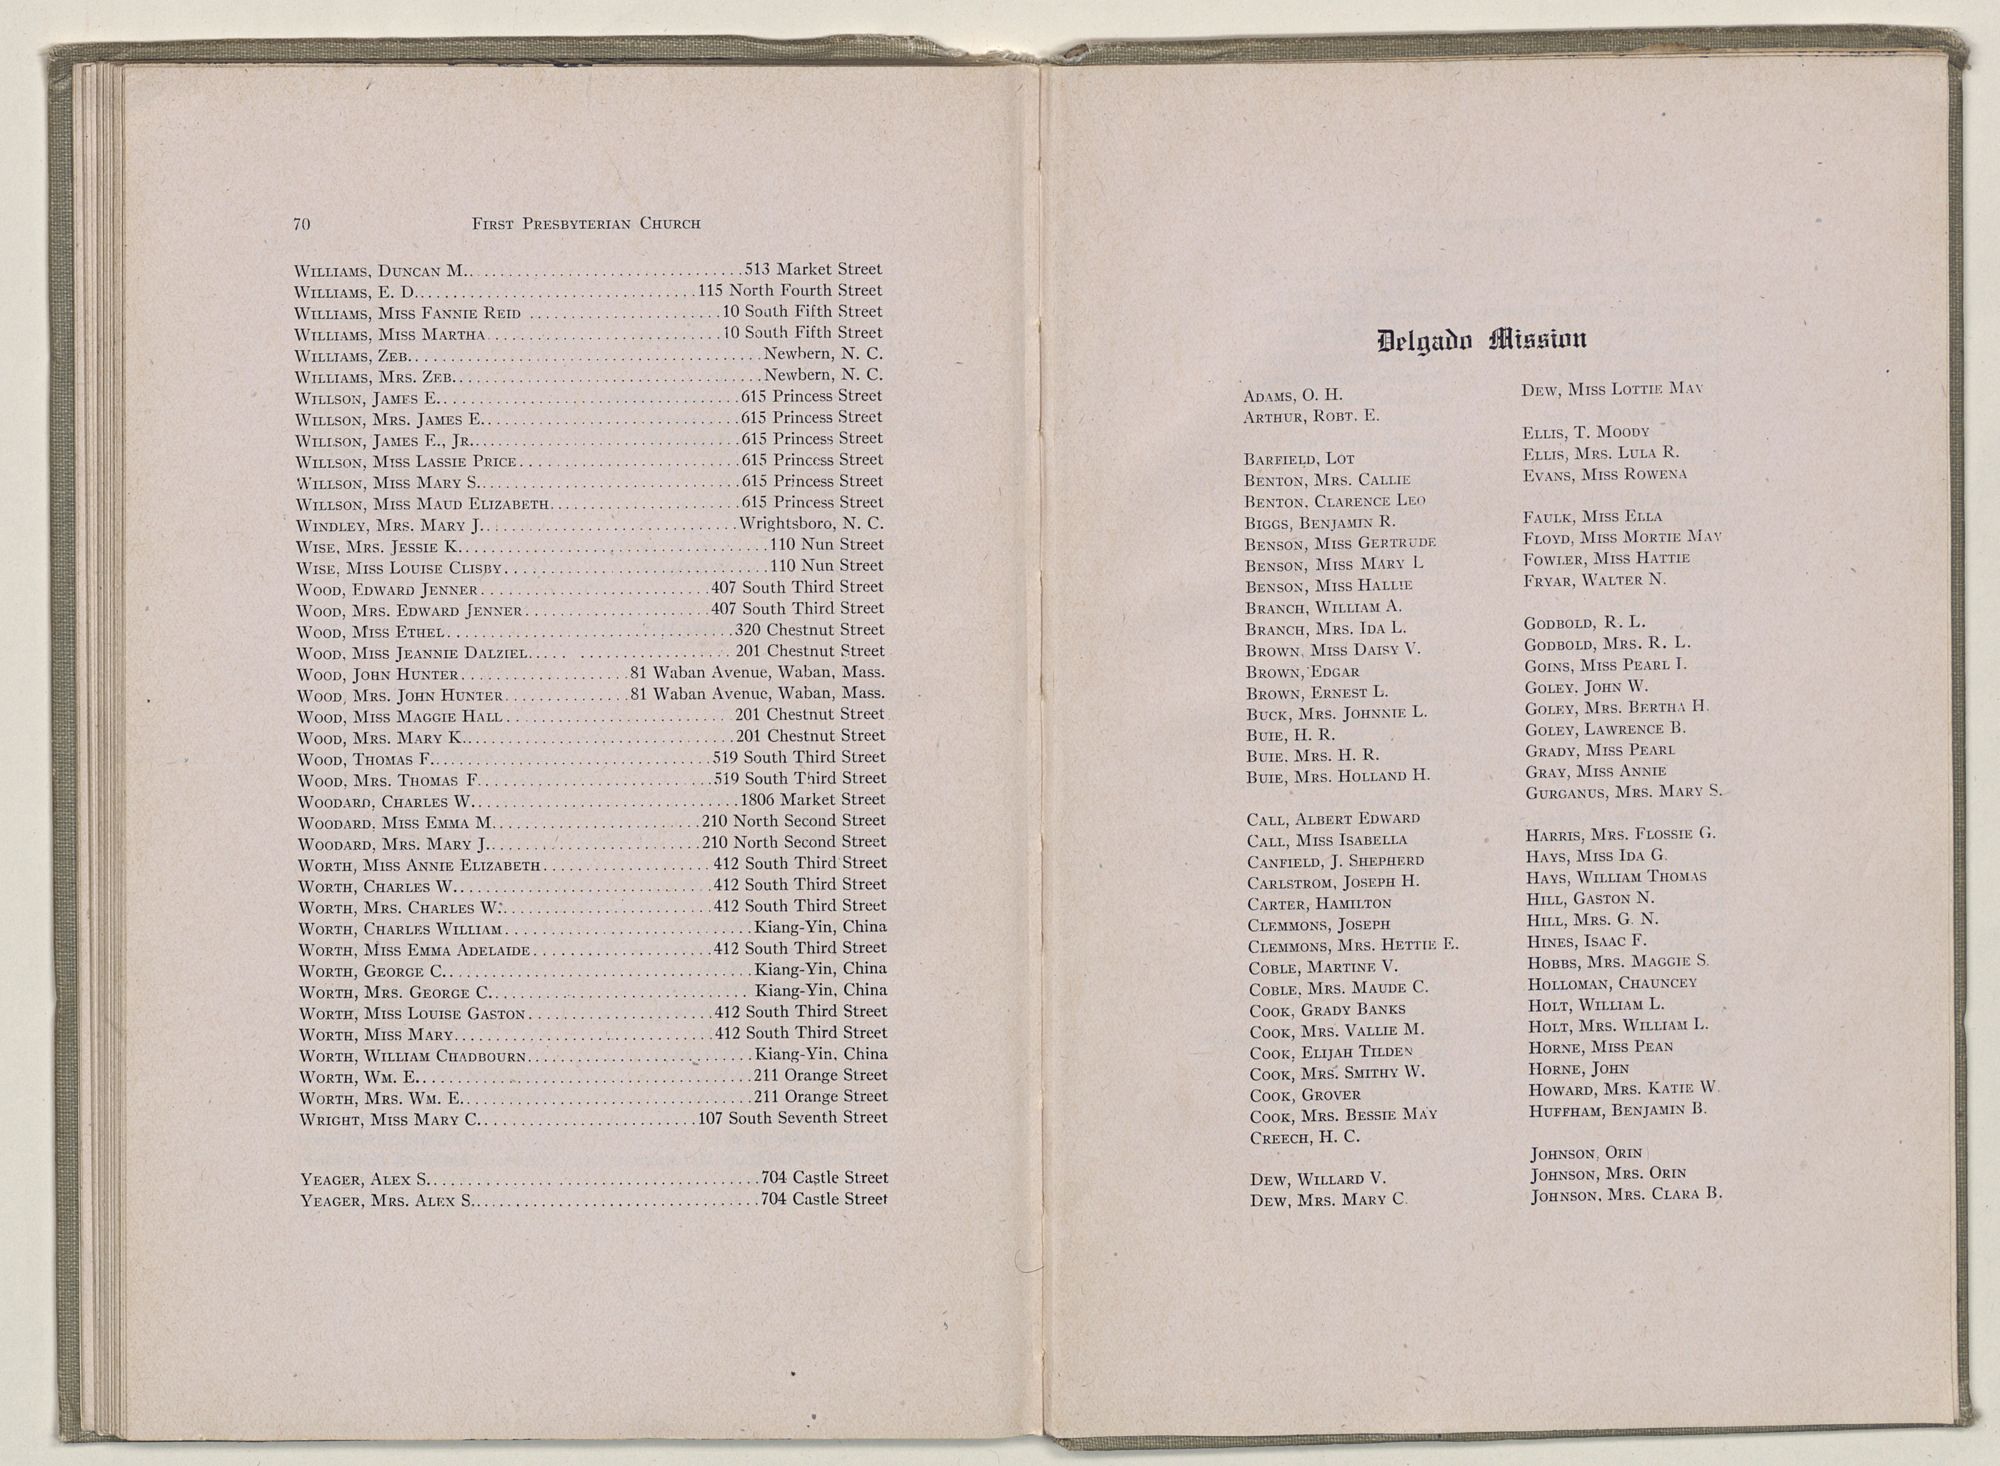 70 First Presbyterian Church
Williams, Duncan M.................................513 Market Street
Williams, E. D.................................115 North Fourth Street
Williams, Miss Fannie Reid ........................10 South Fifth Street
Williams, Miss Martha.............................10 South Fifth Street
Williams, Zeb..........................................Newbern, N. C.
Williams, Mrs. Zeb.....................................Newbern, N. C.
Willson, James E.....................................615 Princess Street
Willson, Mrs. James E................................615 Princess Street
Willson, James E., Jr.................................615 Princess Street
Willson, Miss Lassie Price............................615 Princess Street
Willson, Miss Mary S.................................615 Princess Street
Willson, Miss Maud Elizabeth........................615 Princess Street
Windley, Mrs. Mary J................................Wrightsboro, N. C.
Wise, Mrs. Jessie K......................................110 Nun Street
Wise, Miss Louise Clisby.................................110 Nun Street
Wood, Edward Jenner.............................407 South Third Street
Wood, Mrs. Edward Jenner.......................407 South Third Street
Wood, Miss Ethel...................................320 Chestnut Street
Wood, Miss Jeannie Dalziel..... ................... 201 Chestnut Street
Wood, John Hunter.....................81 Waban Avenue, Waban, Mass.
Wood, Mrs. John Hunter...............81 Waban Avenue, Waban, Mass.
Wood, Miss Maggie Hall............................201 Chestnut Street
Wood, Mrs. Mary K.................................201 Chestnut Street
Wood, Thomas F...................................519 South Third Street
Wood, Mrs. Thomas F.............................519 South Third Street
Woodard, Charles W.................................1806 Market Street
Woodard, Miss Emma M..........................210 North Second Street
Woodard, Mrs. Mary J...........................210 North Second Street
Worth, Miss Annie Elizabeth.....................412 South Third Street
Worth, Charles W................................412 South Third Street
Worth, Mrs. Charles W...........................412 South Third Street
Worth, Charles William...............................Kiang-Yin, China
Worth, Miss Emma Adelaide......................412 South Third Street
Worth, George C......................................Kiang-Yin, China
Worth, Mrs. George C................................ Kiang-Yin, China
Worth, Miss Louise Gaston.......................412 South Third Street
Worth, Miss Mary................................412 South Third Street
Worth, William Chadbourn............................Kiang-Yin, China
Worth, Wm. E..........................................211 Orange Street
Worth, Mrs. Wm. E....................................211 Orange Street
Wright, Miss Mary C...........................107 South Seventh Street
Yeager, Alex S.........................................704 Castle Street
Yeager, Mrs. Alex S...................................704 Castle Street
Delgado Mission
Adams, O. H.
Arthur, Robt. E.
Barfield, Lot
Benton, Mrs. Callie
Benton, Clarence Leo
Biggs, Benjamin R.
Benson, Miss Gertrude
Benson, Miss Mary L
Benson, Miss Hallie
Branch, William A.
Branch, Mrs. Ida L.
Brown, Miss Daisy V.
Brown, Edgar
Brown, Ernest L.
Buck, Mrs. Johnnie L.
Buie, H. R.
Buie, Mrs. H. R.
Buie, Mrs. Holland H.
Call, Albert Edward
Call, Miss Isabella
Canfield, J. Shepherd
Carlstrom, Joseph H.
Carter, Hamilton
Clemmons, Joseph
Clemmons, Mrs. Hettie E.
Coble, Martine V.
Coble, Mrs. Maude C.
Cook, Grady Banks
Cook, Mrs. Vallie M.
Cook, Elijah Tilden
Cook, Mrs. Smithy W.
Cook, Grover
Cook, Mrs. Bessie May
Creech, H. C.
Dew, Willard V.
Dew, Mrs. Mary C.
Dew, Miss Lottie May
Ellis, T. Moody
Ellis, Mrs. Lula R.
Evans, Miss Rowena
Faulk, Miss Ella
Floyd, Miss Mortie May
Fowler, Miss Hattie
Fryar, Walter N.
Godbold, R. L.
Godbold, Mrs. R. L.
Goins, Miss Pearl I.
Goley, John W.
Goley, Mrs. Bertha H.
Goley, Lawrence B.
Grady, Miss Pearl
Gray, Miss Annie
Gurganus, Mrs. Mary S.
Harris, Mrs. Flossie G.
Hays, Miss Ida G.
Hays, William Thomas
Hill, Gaston N.
Hill, Mrs. G. N.
Hines, Isaac F.
Hobbs, Mrs. Maggie S.
Holloman, Chauncey
Holt, William L.
Holt, Mrs. William L.
Horne, Miss Pean
Horne, John
Howard, Mrs. Katie W.
Huffham, Benjamin B.
Johnson, Orin
Johnson, Mrs. Orin
Johnson, Mrs. Clara B.